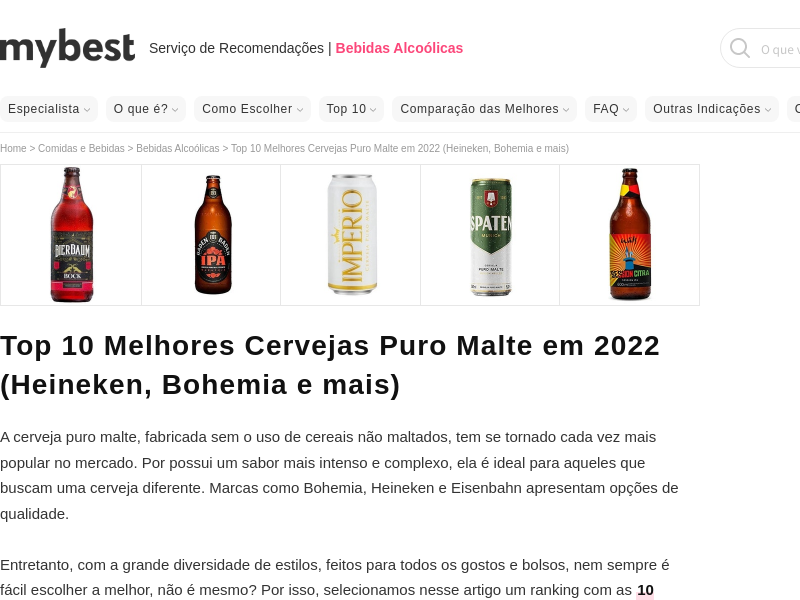 mybest
Serviço de Recomendações | Bebidas Alcoólicas
O que v
Especialista
O que é?
Como Escolher
Top 10
Comparação das Melhores
FAQ
Outras Indicações
Home > Comidas e Bebidas > Bebidas Alcoólicas > Top 10 Melhores Cervejas Puro Malte em 2022 (Heineken, Bohemia e mais)
BIERBAUM
BOCK
BADEN BADEN
IPA
IMPÉRIO
SPATEN
MUNICH
PURO MALTE
SESSION CITRA
Top 10 Melhores Cervejas Puro Malte em 2022
(Heineken, Bohemia e mais)
A cerveja puro malte, fabricada sem o uso de cereais não maltados, tem se tornado cada vez mais
popular no mercado. Por possui um sabor mais intenso e complexo, ela é ideal para aqueles que
buscam uma cerveja diferente. Marcas como Bohemia, Heineken e Eisenbahn apresentam opções de
qualidade.
Entretanto, com a grande diversidade de estilos, feitos para todos os gostos e bolsos, nem sempre é
fácil escolher a melhor, não é mesmo? Por isso, selecionamos nesse artigo um ranking com as 10